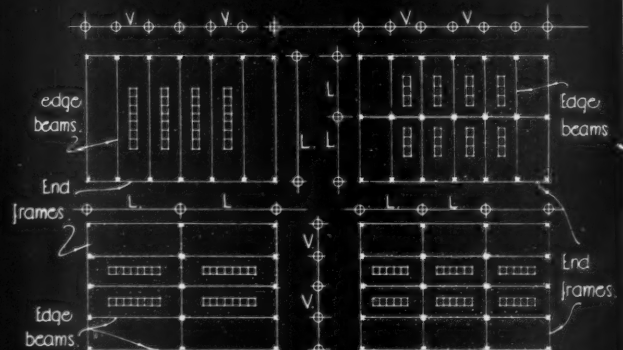 V.
V.
V
V
edge
beams.
L.
L
L
Edge
beams
End
frames
L.
L
L.
L
V.
V.
End
frames.
Edge
beams.